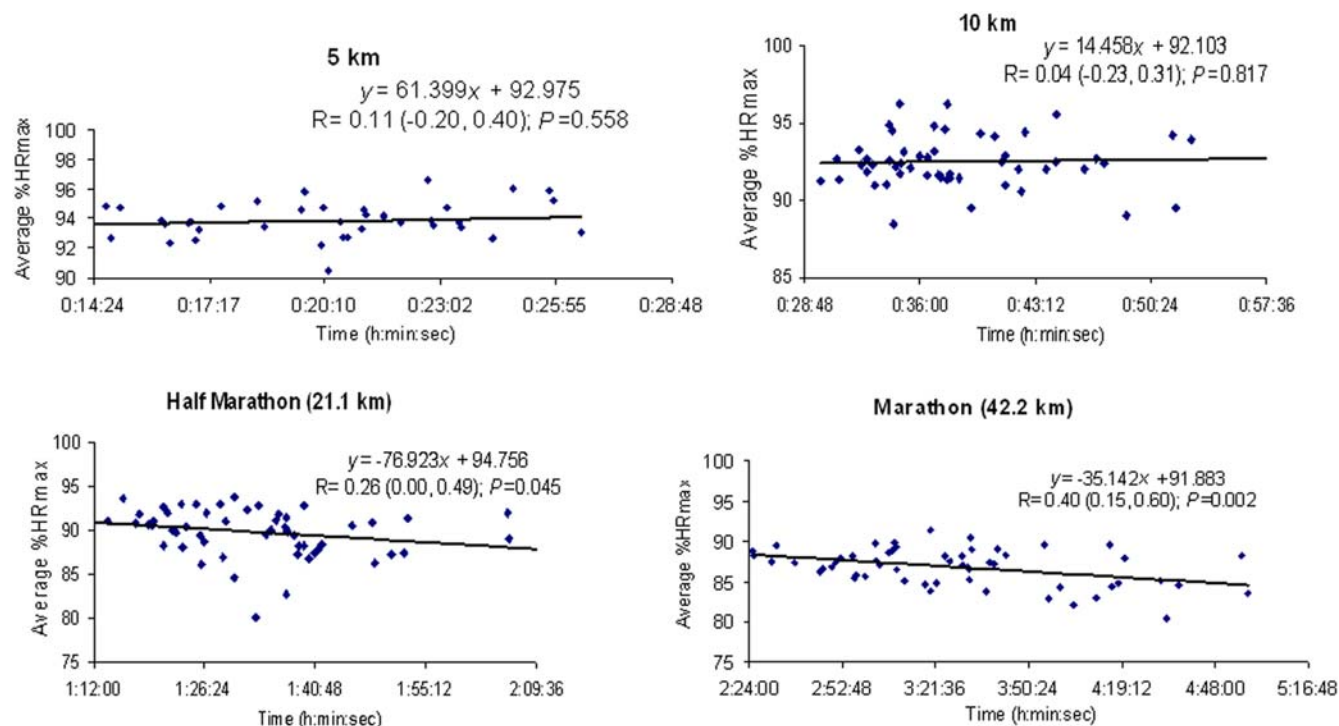 5 km
y = 61.399x + 92.975
R= 0.11 (-0.20, 0.40); P=0.558
Average %HRmax
100
98
96
94
92
90
0:14:24 0:17:17 0:20:10 0:23:02 0:25:55 0:28:48
Time (h:min:sec)
10 km
y = 14.458x + 92.103
R= 0.04 (-0.23, 0.31); P=0.817
Average %HRmax
100
95
90
85
0:28:48 0:36:00 0:43:12 0:50:24 0:57:36
Time (h:min:sec)
Half Marathon (21.1 km)
y = -76.923x + 94.756
R= 0.26 (0.00, 0.49); P=0.045
Average %HRmax
100
95
90
85
80
75
1:12:00 1:26:24 1:40:48 1:55:12 2:09:36
Time (h:min:sec)
Marathon (42.2 km)
y= -35.142x +91.883
R=0.40 (0.15, 0.60); P=0.002
Average %HRmax
100
95
90
85
80
75
2:24:00 2:52:48 3:21:36 3:50:24 4:19:12 4:48:00 5:16:48
Time (h:min:sec)